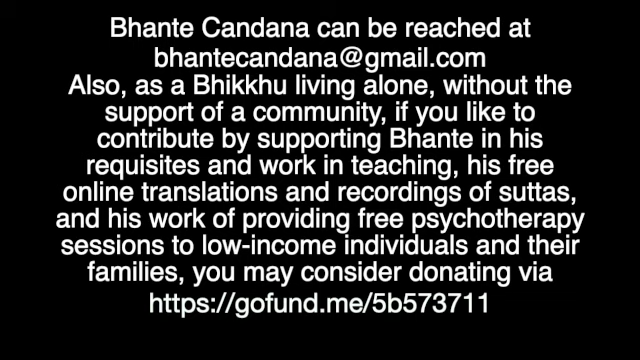 Bhante Candana can be reached at
bhantecandana@gmail.com
Also, as a Bhikkhu living alone, without the
support of a community, if you like to
contribute by supporting Bhante in his
requisites and work in teaching, his free
online translations and recordings of suttas,
and his work of providing free psychotherapy
sessions to low-income individuals and their
families, you may consider donating via
https://gofund.me/5b573711